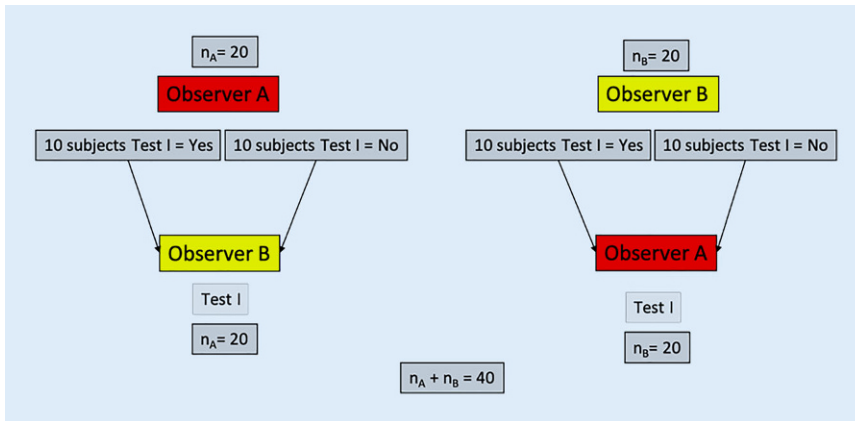 nA= 20
Observer A
10 subjects Test I = Yes
10 subjects Test I = No
Observer B
Test I
nA= 20
nB= 20
Observer B
10 subjects Test I = Yes
10 subjects Test I = No
Observer A
Test I
nB= 20
nA + nB = 40